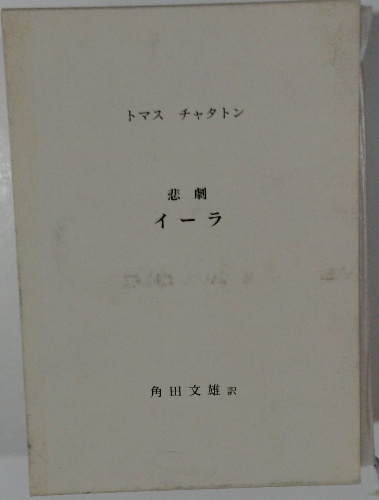 トマス チャタトン
悲劇
イーラ
角田文雄訳